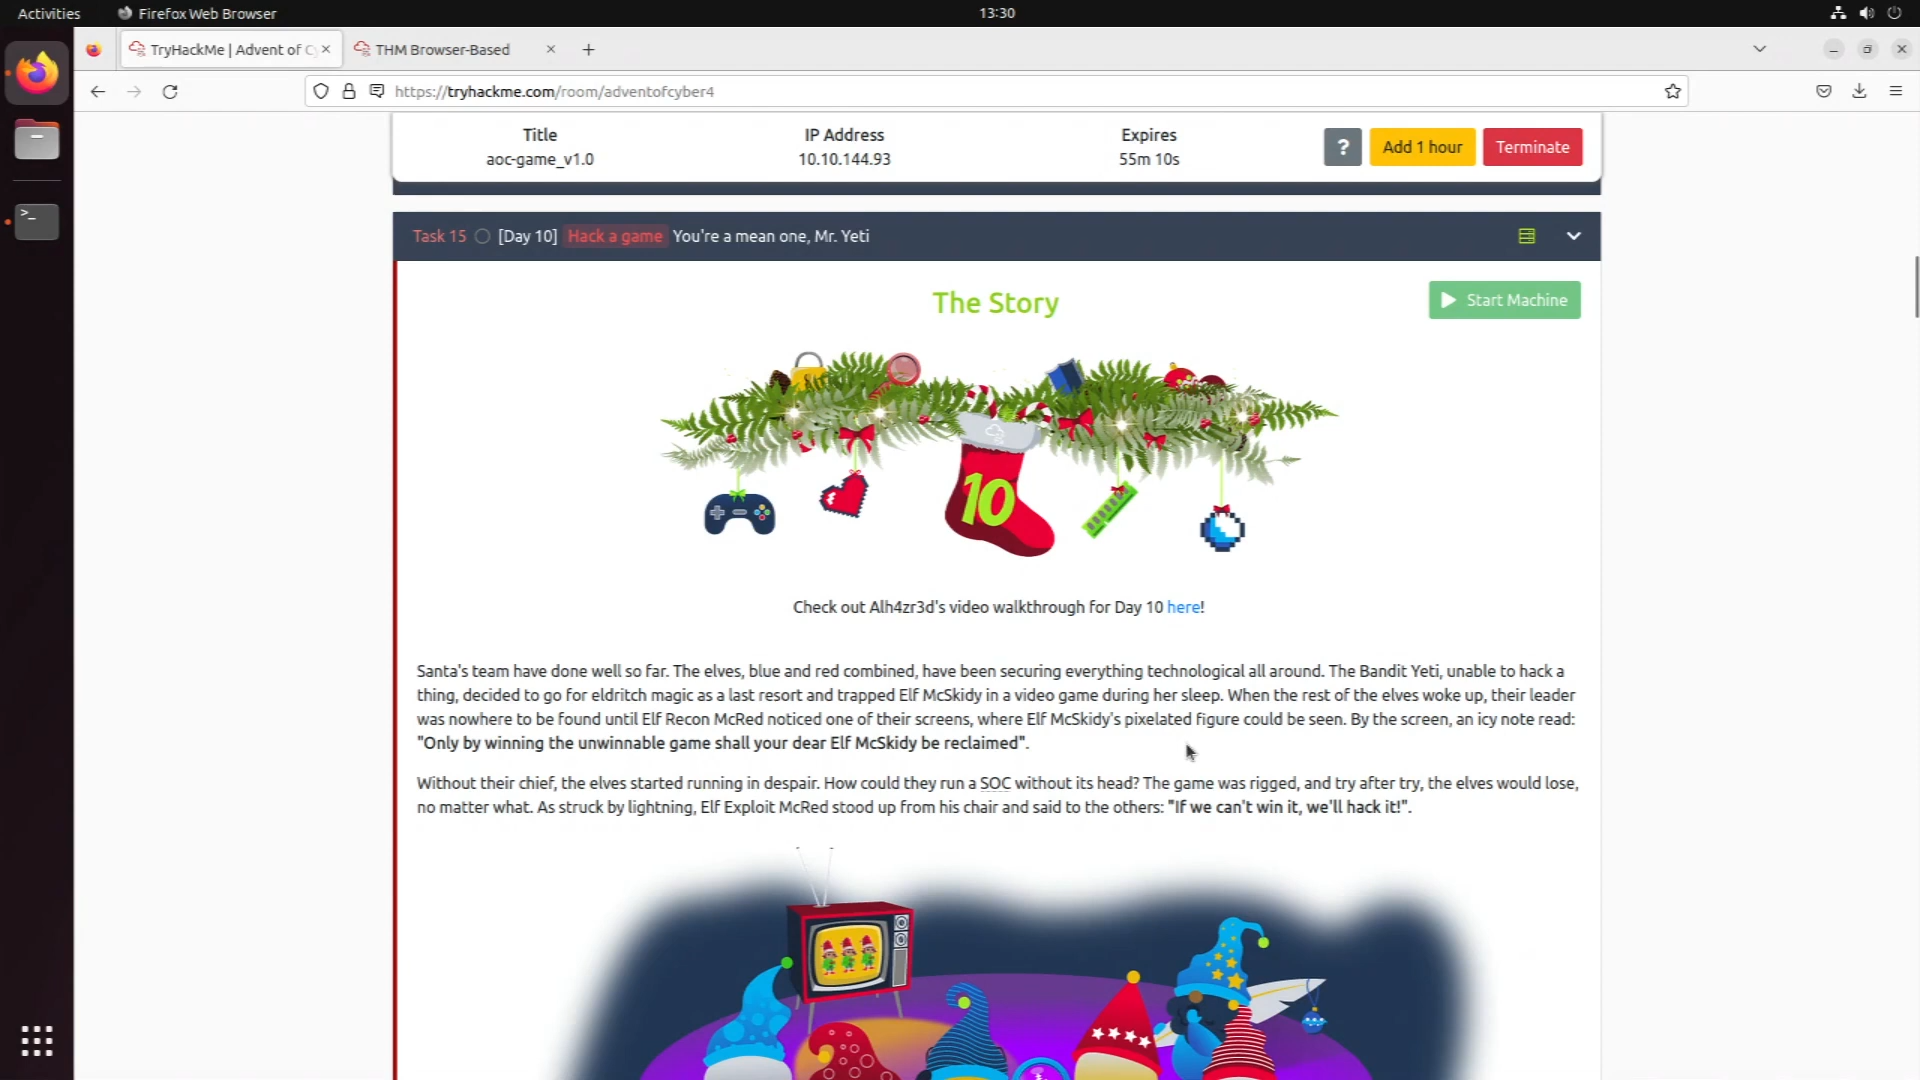 Activities Firefox Web Browser 13:30
TryHackMe | Advent of Cy THM Browser-Based
https://tryhackme.com/room/adventofcyber4
Title IP Address Expires
aoc-game_v1.0 10.10.144.93 55m 10s ? Add 1 hour Terminate
Task 15 [Day 10] Hack a game You're a mean one, Mr. Yeti
The Story Start Machine
10
Check out Alh4zr3d's video walkthrough for Day 10 here!
Santa's team have done well so far. The elves, blue and red combined, have been securing everything technological all around. The Bandit Yeti, unable to hack a
thing, decided to go for eldritch magic as a last resort and trapped Elf McSkidy in a video game during her sleep. When the rest of the elves woke up, their leader
was nowhere to be found until Elf Recon McRed noticed one of their screens, where Elf McSkidy's pixelated figure could be seen. By the screen, an icy note read:
"Only by winning the unwinnable game shall your dear Elf McSkidy be reclaimed".
Without their chief, the elves started running in despair. How could they run a SOC without its head? The game was rigged, and try after try, the elves would lose,
no matter what. As struck by lightning, Elf Exploit McRed stood up from his chair and said to the others: "If we can't win it, we'll hack it!".